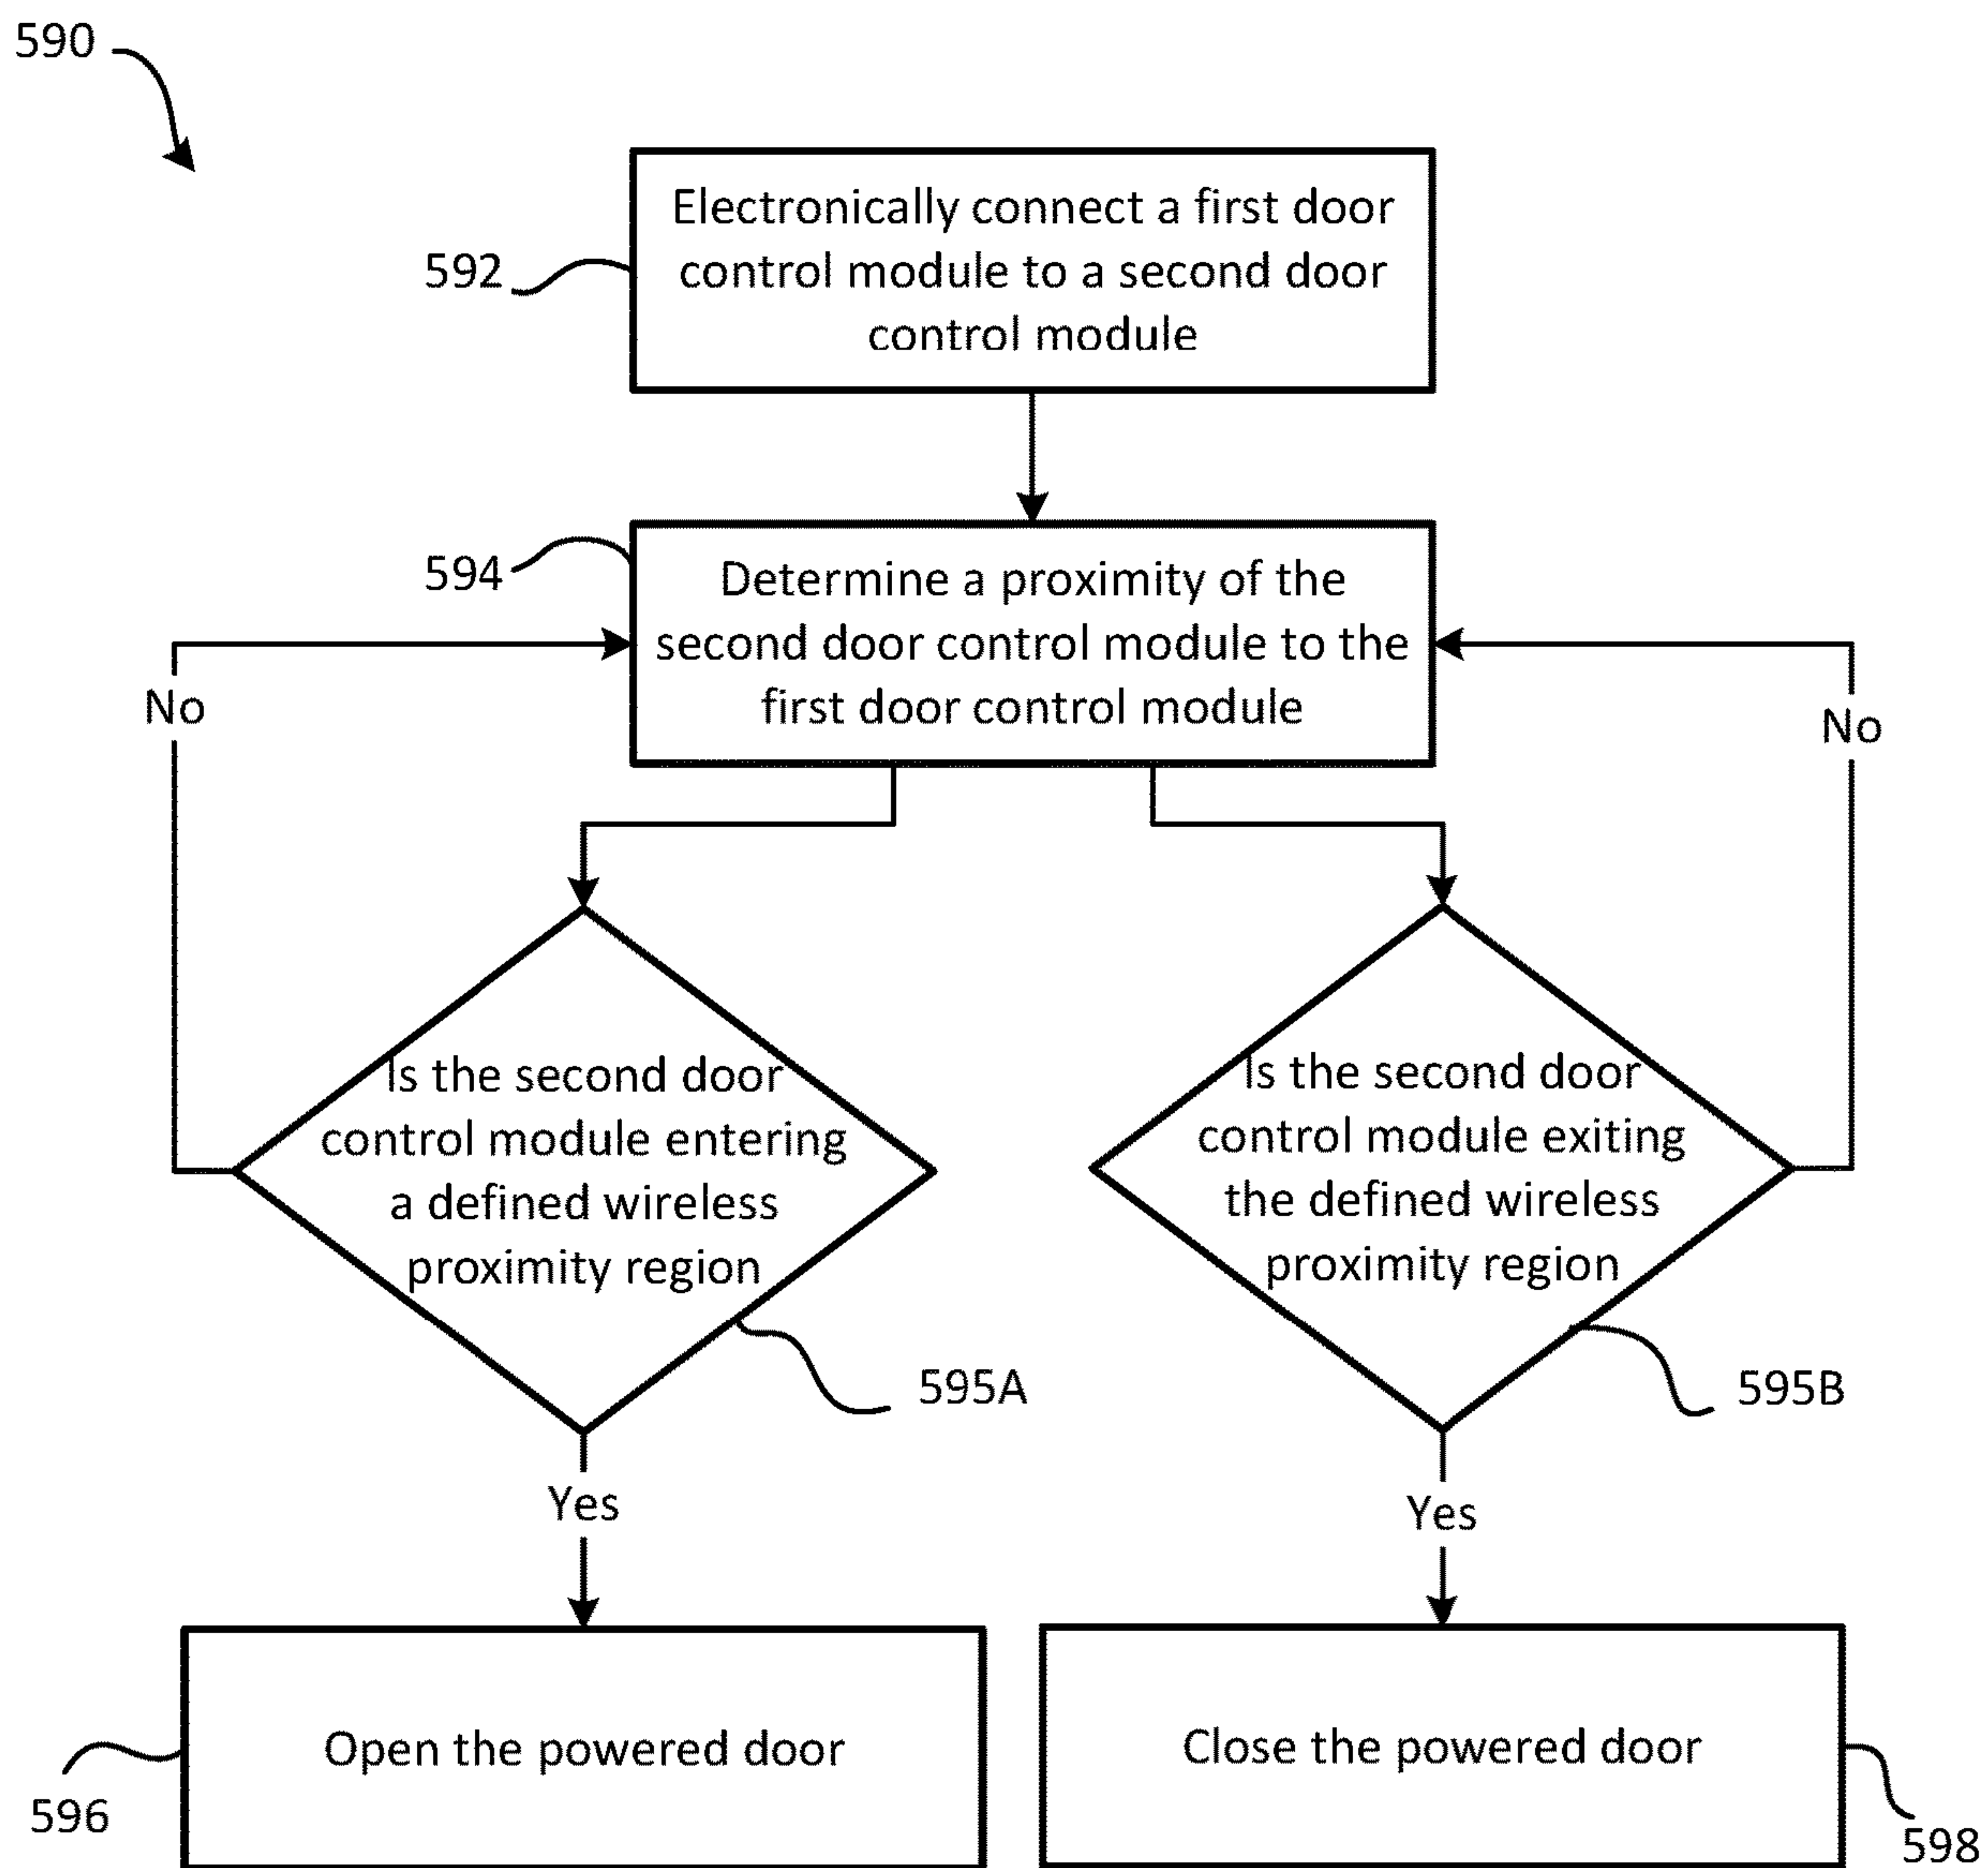 590
Electronically connect a first door
control module to a second door
control module
592
594
Determine a proximity of the
second door control module to the
first door control module
No
No
Is the second door
control module entering
a defined wireless
proximity region
Is the second door
control module exiting
the defined wireless
proximity region
595A
595B
Yes
Yes
Open the powered door
Close the powered door
596
598